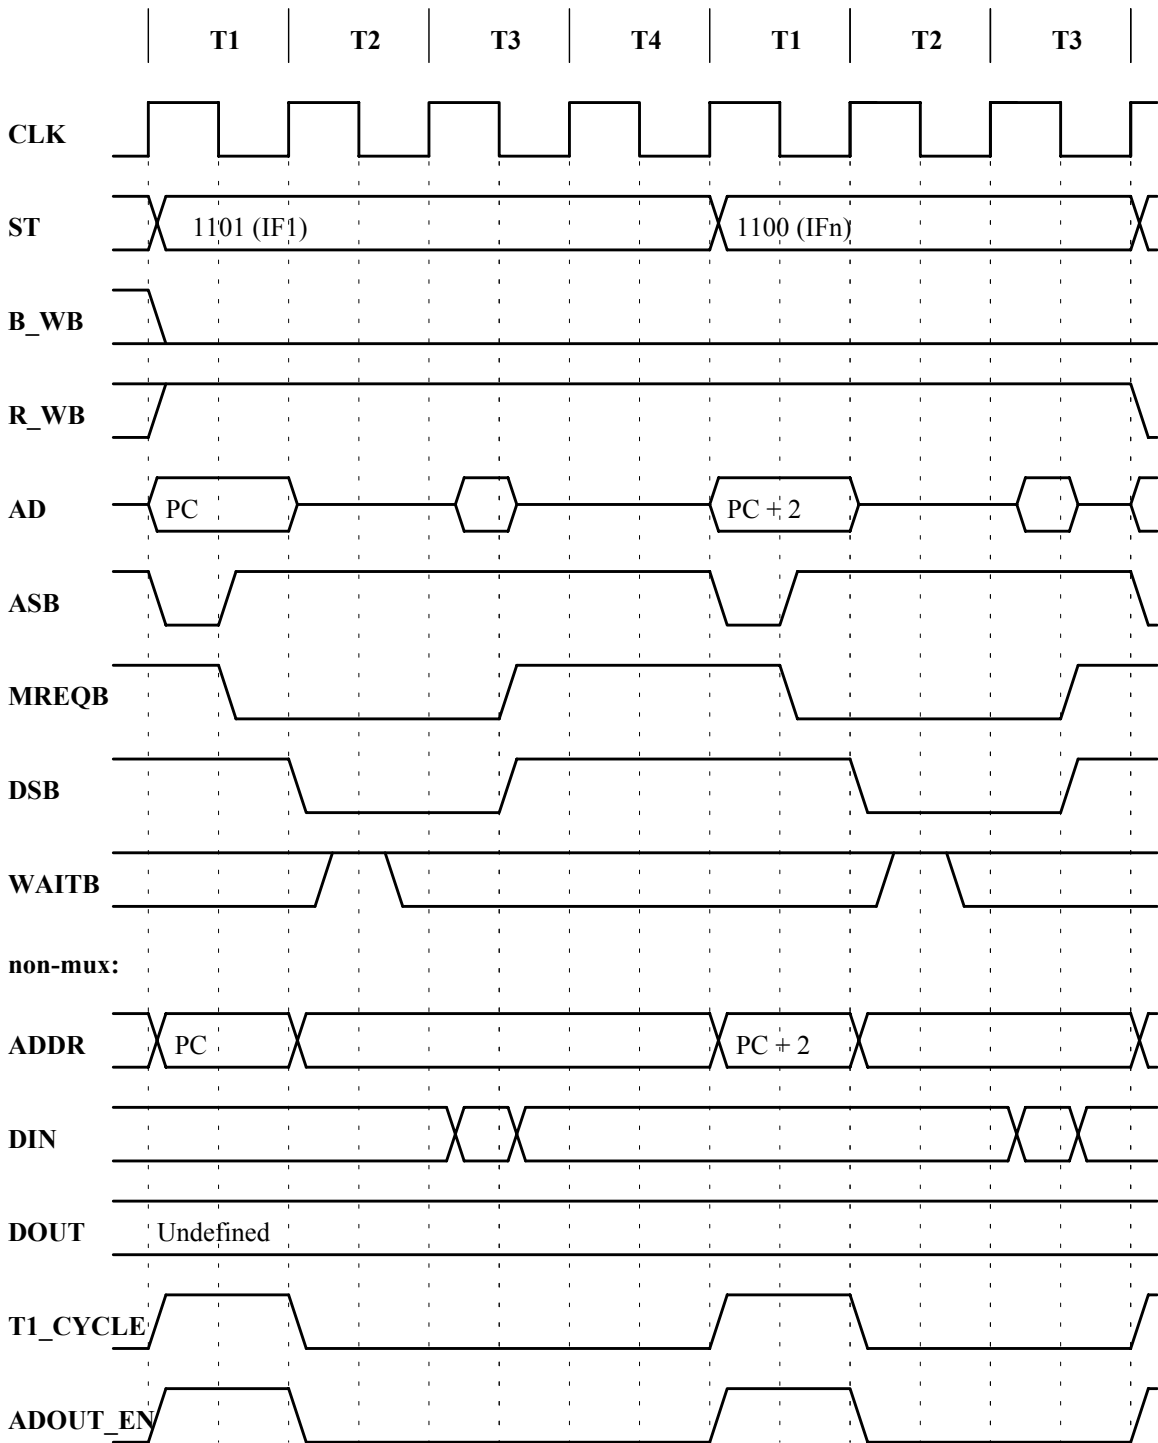 T1 T2 T3 T4 T1 T2 T3
CLK
ST 1101 (IF1) 1100 (IFn)
B_WB
R_WB
AD PC PC + 2
ASB
MREQB
DSB
WAITB
non-mux:
ADDR PC PC + 2
DIN
DOUT Undefined
T1_CYCLE
ADOUT_EN